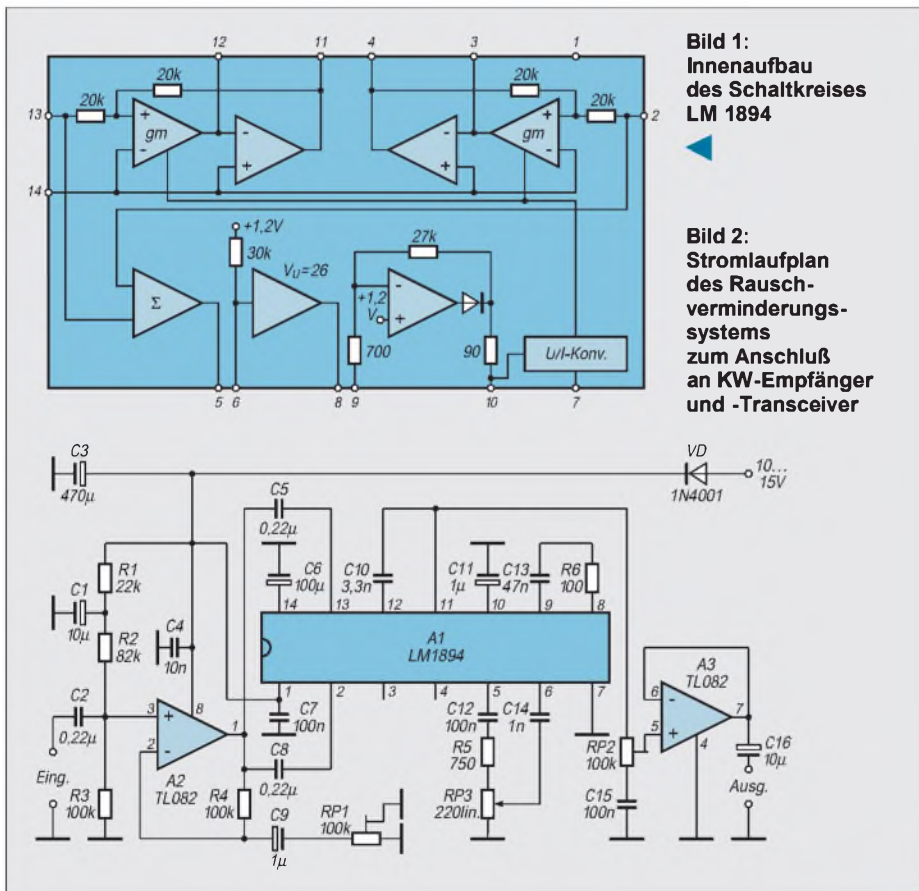 12
11
4
3
1
Bild 1:
Innenaufbau
des Schaltkreises
LM 1894
20k
20k
13
20k
20k
2
+
gm
-
-
+
-
+
+
gm
-
14
+1,2V
30k
V_U=26
27k
Σ
-
+1,2
V
+
700
90
U/I-Konv.
5
6
8
9
10
7
Bild 2:
Stromlaufplan
des Rausch-
verminderungs-
systems
zum Anschluß
an KW-Empfänger
und -Transceiver
C3
470µ
VD
1N4001
10...
15V
C5
0,22µ
R1
22k
C1
10µ
R2
82k
C4
10n
C6
100µ
C10
3,3n
C11
1µ
C13
47n
R6
100
14
13
12
11
10
9
8
A1
LM1894
1
2
3
4
5
6
7
C2
0,22µ
3
+
8
1
2
-
A2
TL082
Eing.
R3
100k
R4
100k
C7
100n
C8
0,22µ
C9
1µ
RP1
100k
C12
100n
C14
1n
R5
750
RP3
220lin.
RP2
100k
C15
100n
A3
TL082
6
-
7
5
+
4
C16
10µ
Ausg.